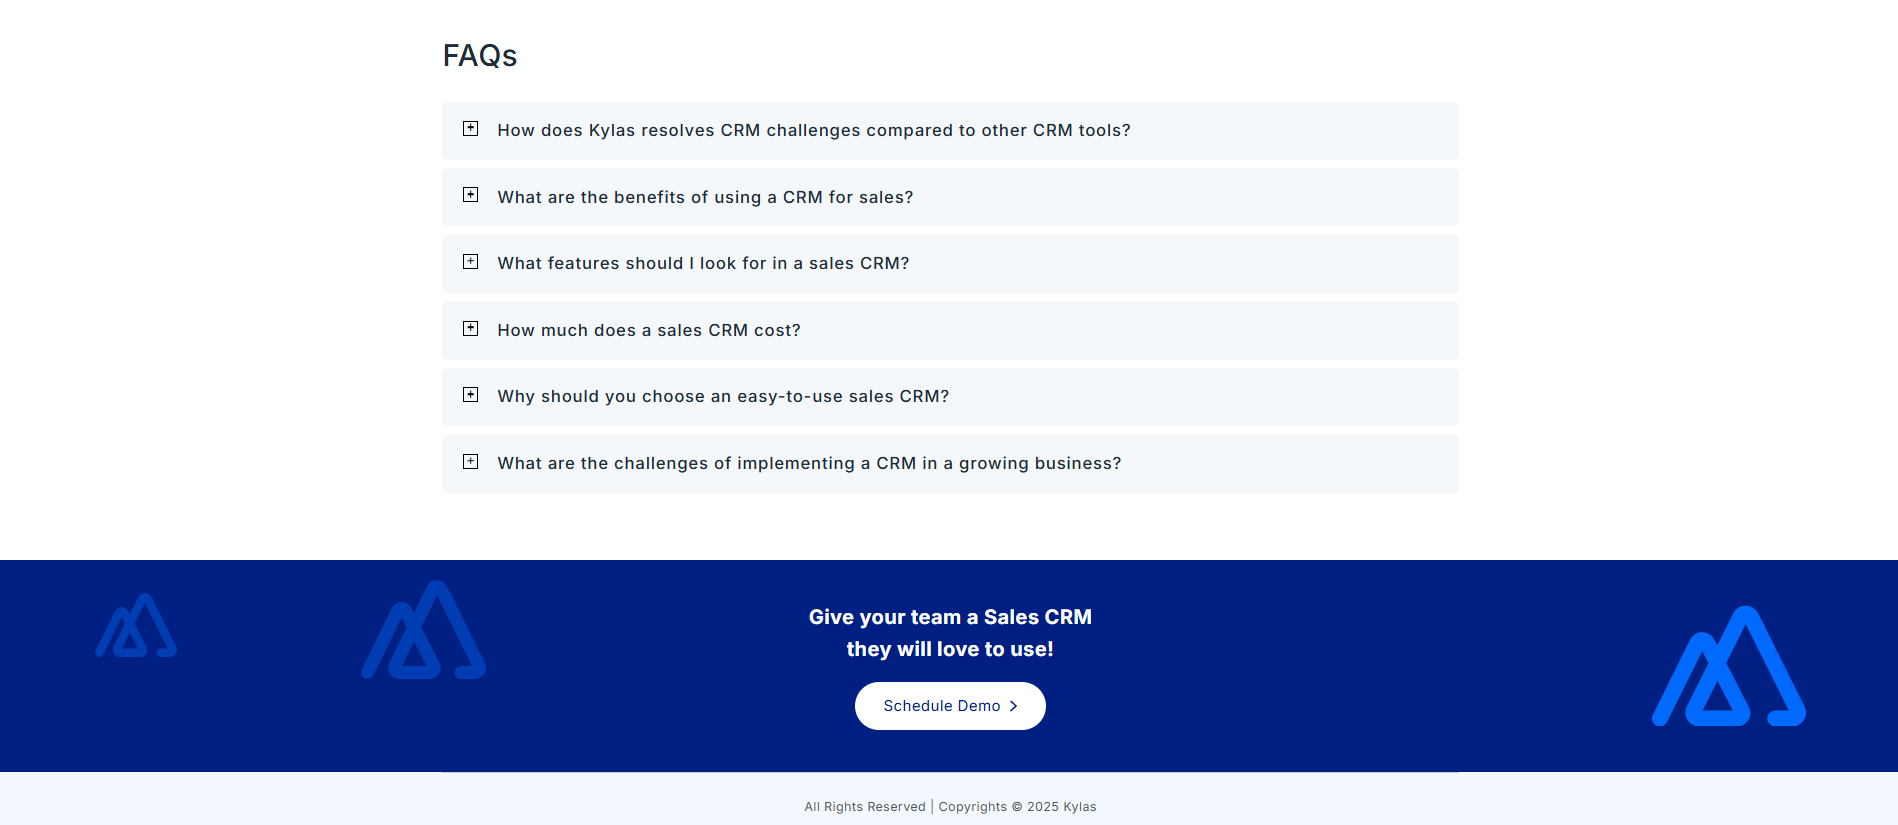 FAQs
How does Kylas resolves CRM challenges compared to other CRM tools?
What are the benefits of using a CRM for sales?
What features should I look for in a sales CRM?
How much does a sales CRM cost?
Why should you choose an easy-to-use sales CRM?
What are the challenges of implementing a CRM in a growing business?
Give your team a Sales CRM
they will love to use!
Schedule Demo
All Rights Reserved | Copyrights © 2025 Kylas